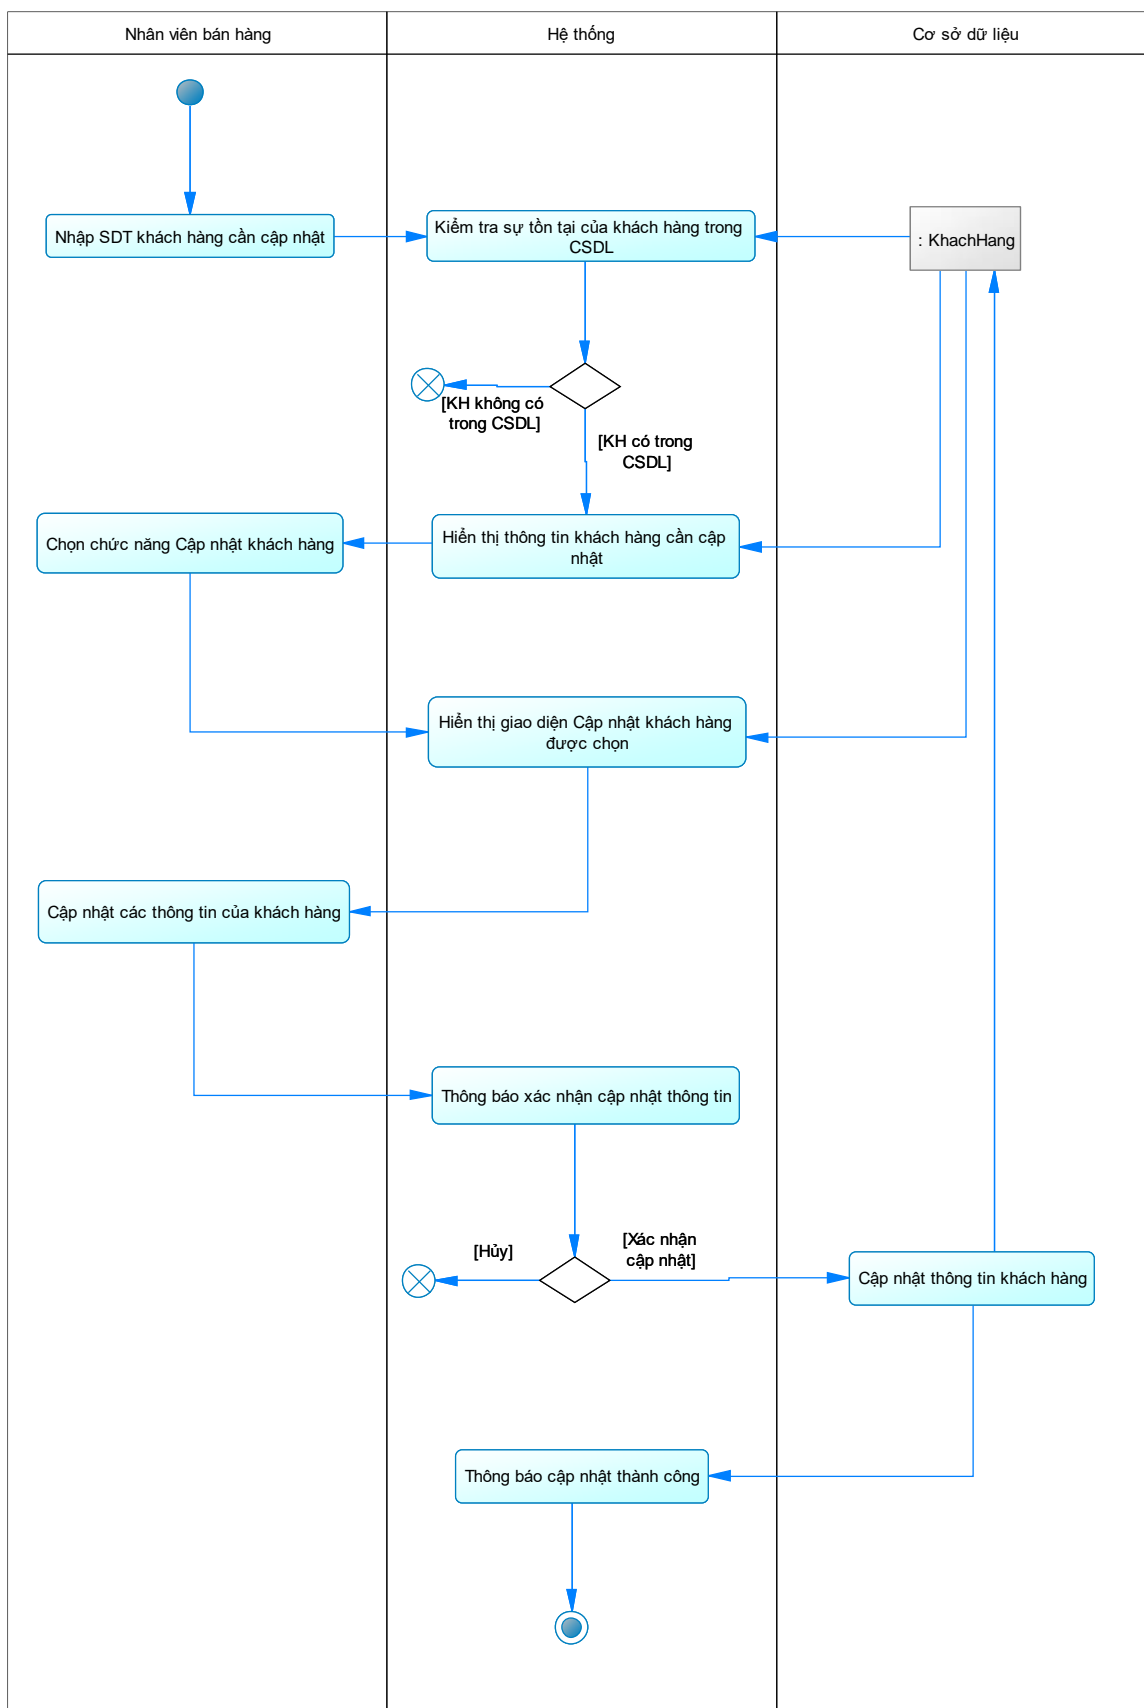 Nhân viên bán hàng
Hệ thống
Cơ sở dữ liệu
Nhập SDT khách hàng cần cập nhật
Kiểm tra sự tồn tại của khách hàng trong
CSDL
: KhachHang
[KH không có
trong CSDL]
[KH có trong
CSDL]
Chọn chức năng Cập nhật khách hàng
Hiển thị thông tin khách hàng cần cập
nhật
Hiển thị giao diện Cập nhật khách hàng
được chọn
Cập nhật các thông tin của khách hàng
Thông báo xác nhận cập nhật thông tin
[Hủy]
[Xác nhận
cập nhật]
Cập nhật thông tin khách hàng
Thông báo cập nhật thành công